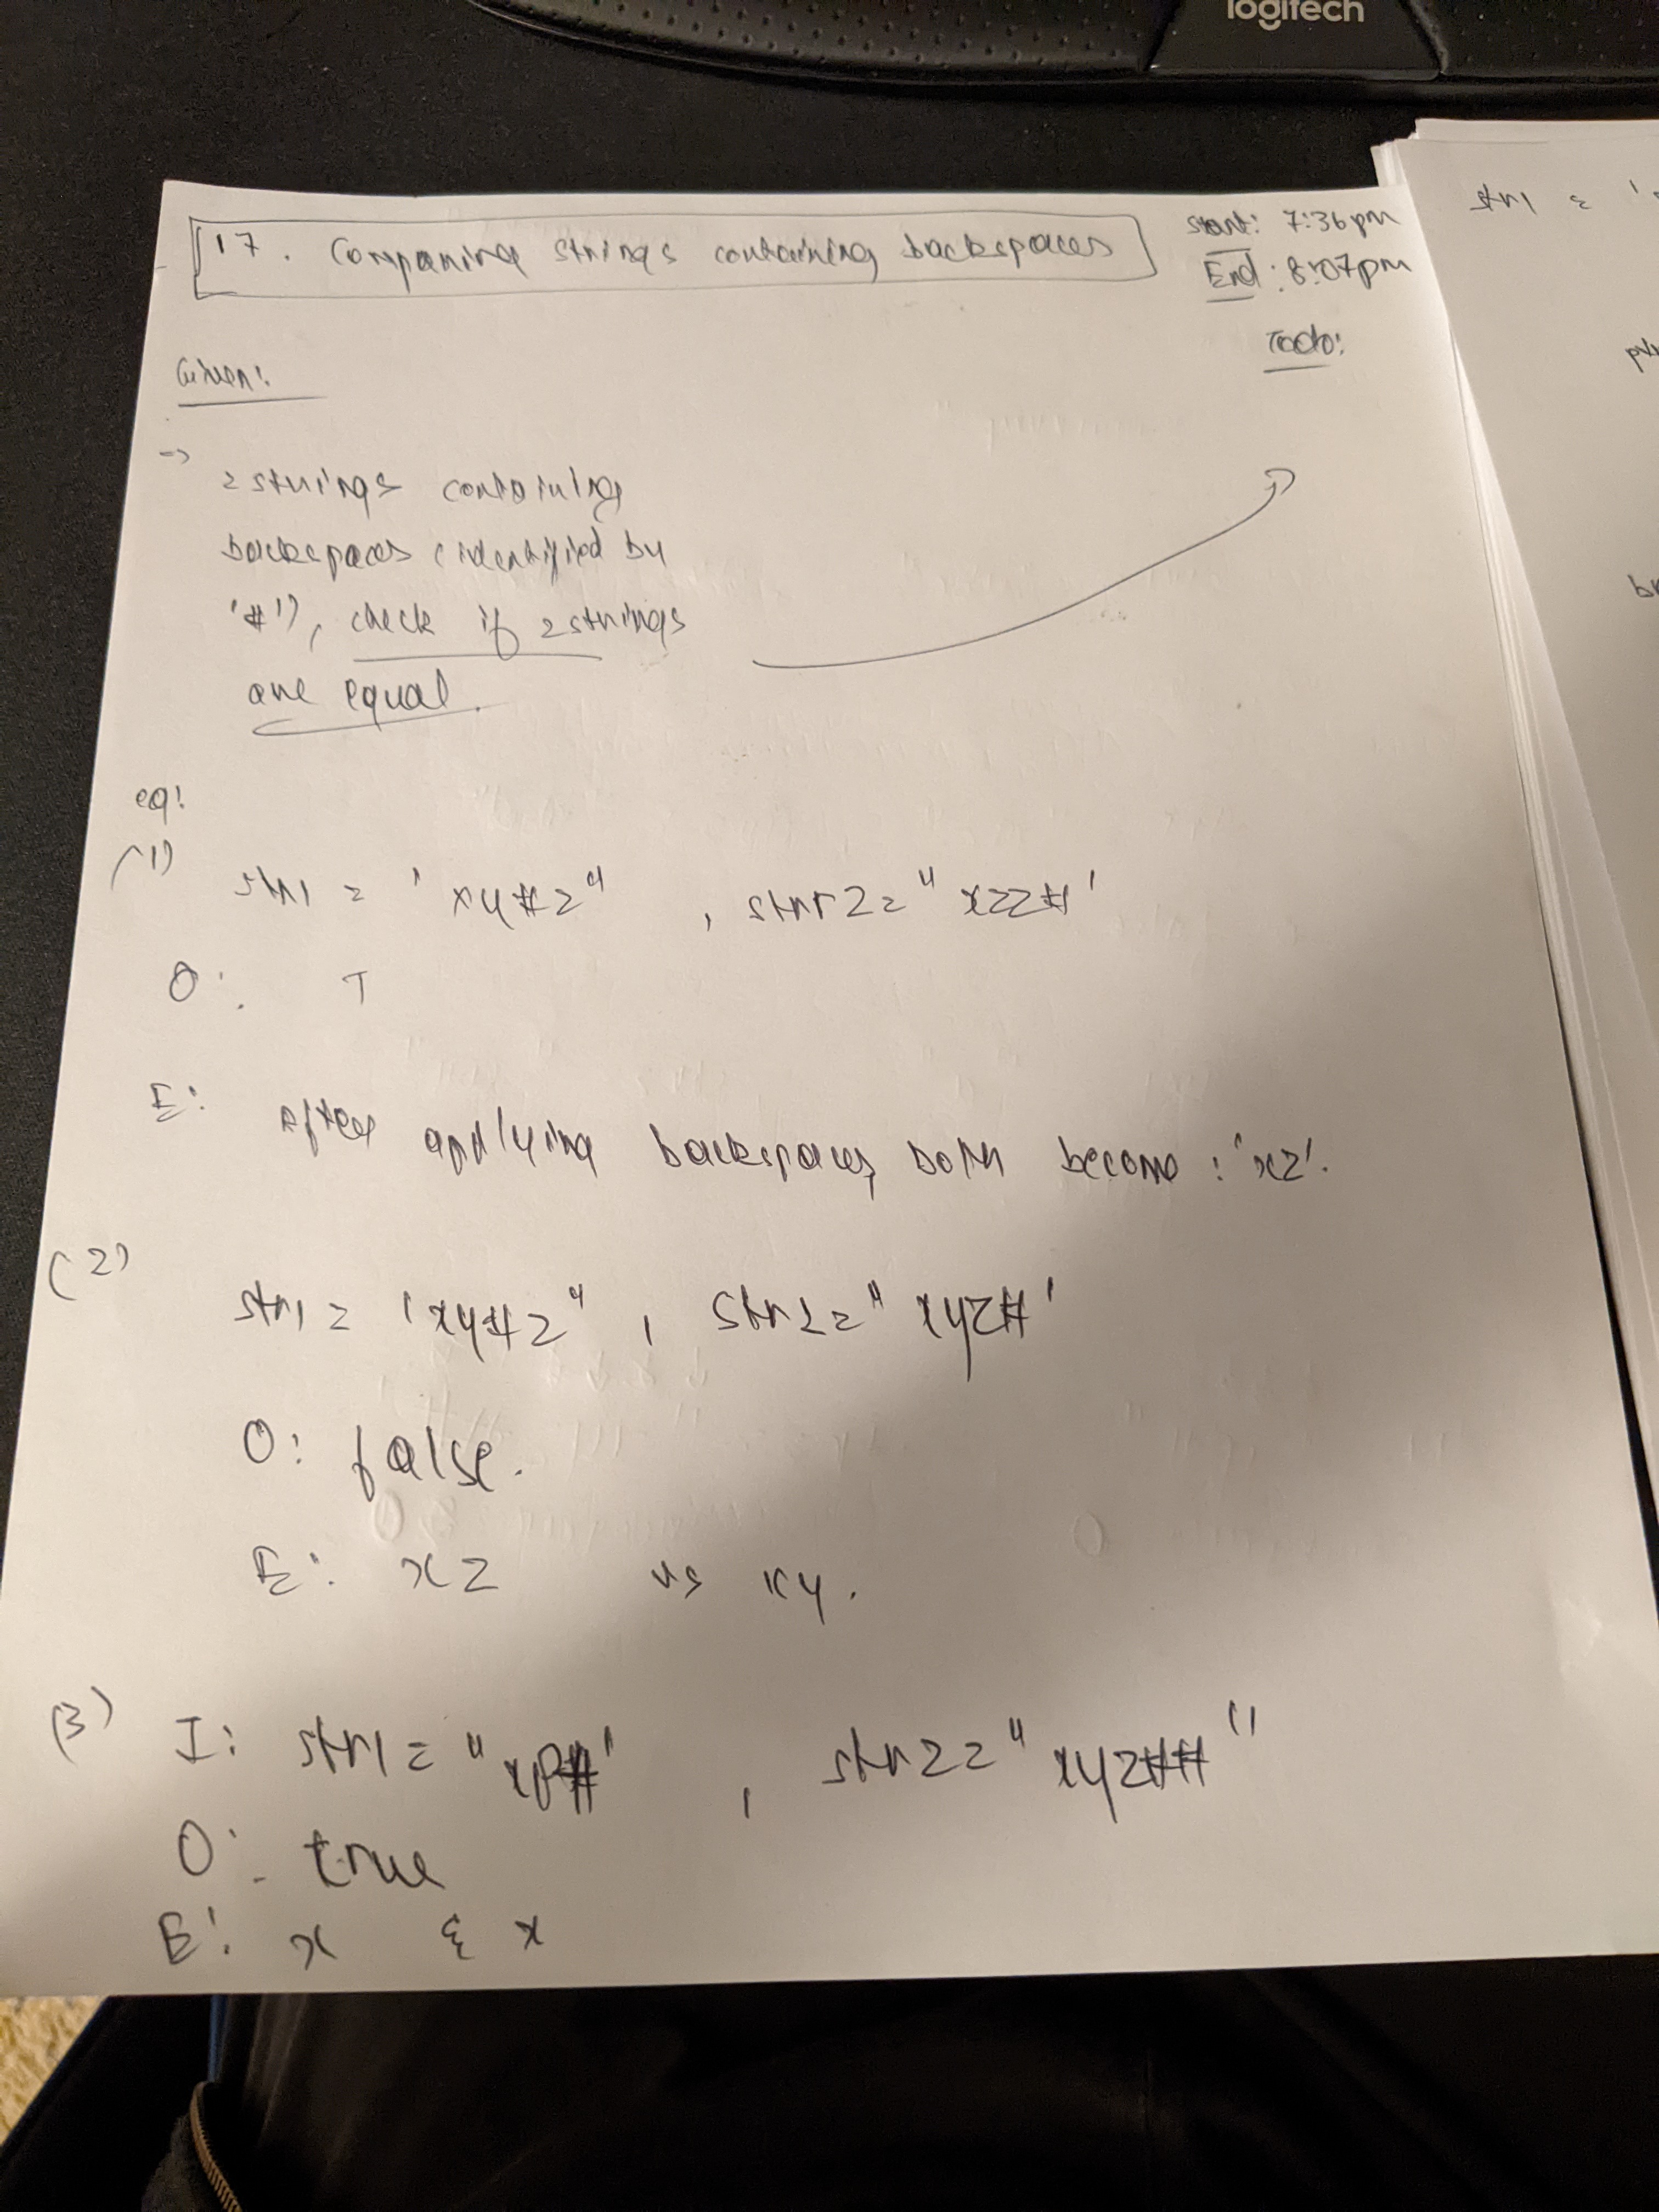 logitech
17. Comparing strings containing backspaces
Start: 7:36pm
End: 8:07pm
Todo:
Given:
->
2 strings containing
backspaces (identified by
'#'), check if 2 strings
are equal.
eg:
(1)
str1 = 'xy#z" , str2 = "xzz#'
O: T
E: After applying backspaces, both become : 'xz'.
(2)
str1 = 'xy#z" , str2 = "xyz#'
O: false.
E: xz vs xy.
(3) I: str1 = "xp#' , str2 = "xyz##"
O: true
E: x & x
str1 = '